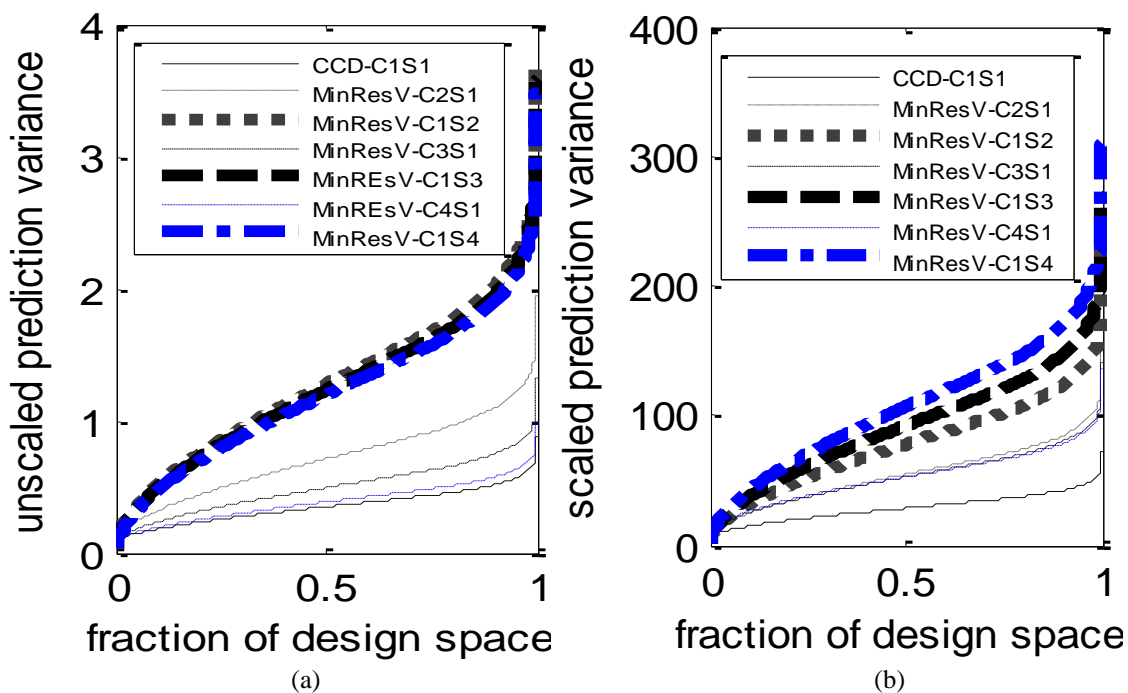 unscaled prediction variance
4
3
2
1
0
CCD-C1S1
MinResV-C2S1
MinResV-C1S2
MinResV-C3S1
MinREsV-C1S3
MinREsV-C4S1
MinResV-C1S4
0 0.5 1
fraction of design space
(a)
scaled prediction variance
400
300
200
100
0
CCD-C1S1
MinResV-C2S1
MinResV-C1S2
MinResV-C3S1
MinResV-C1S3
MinResV-C4S1
MinResV-C1S4
0 0.5 1
fraction of design space
(b)